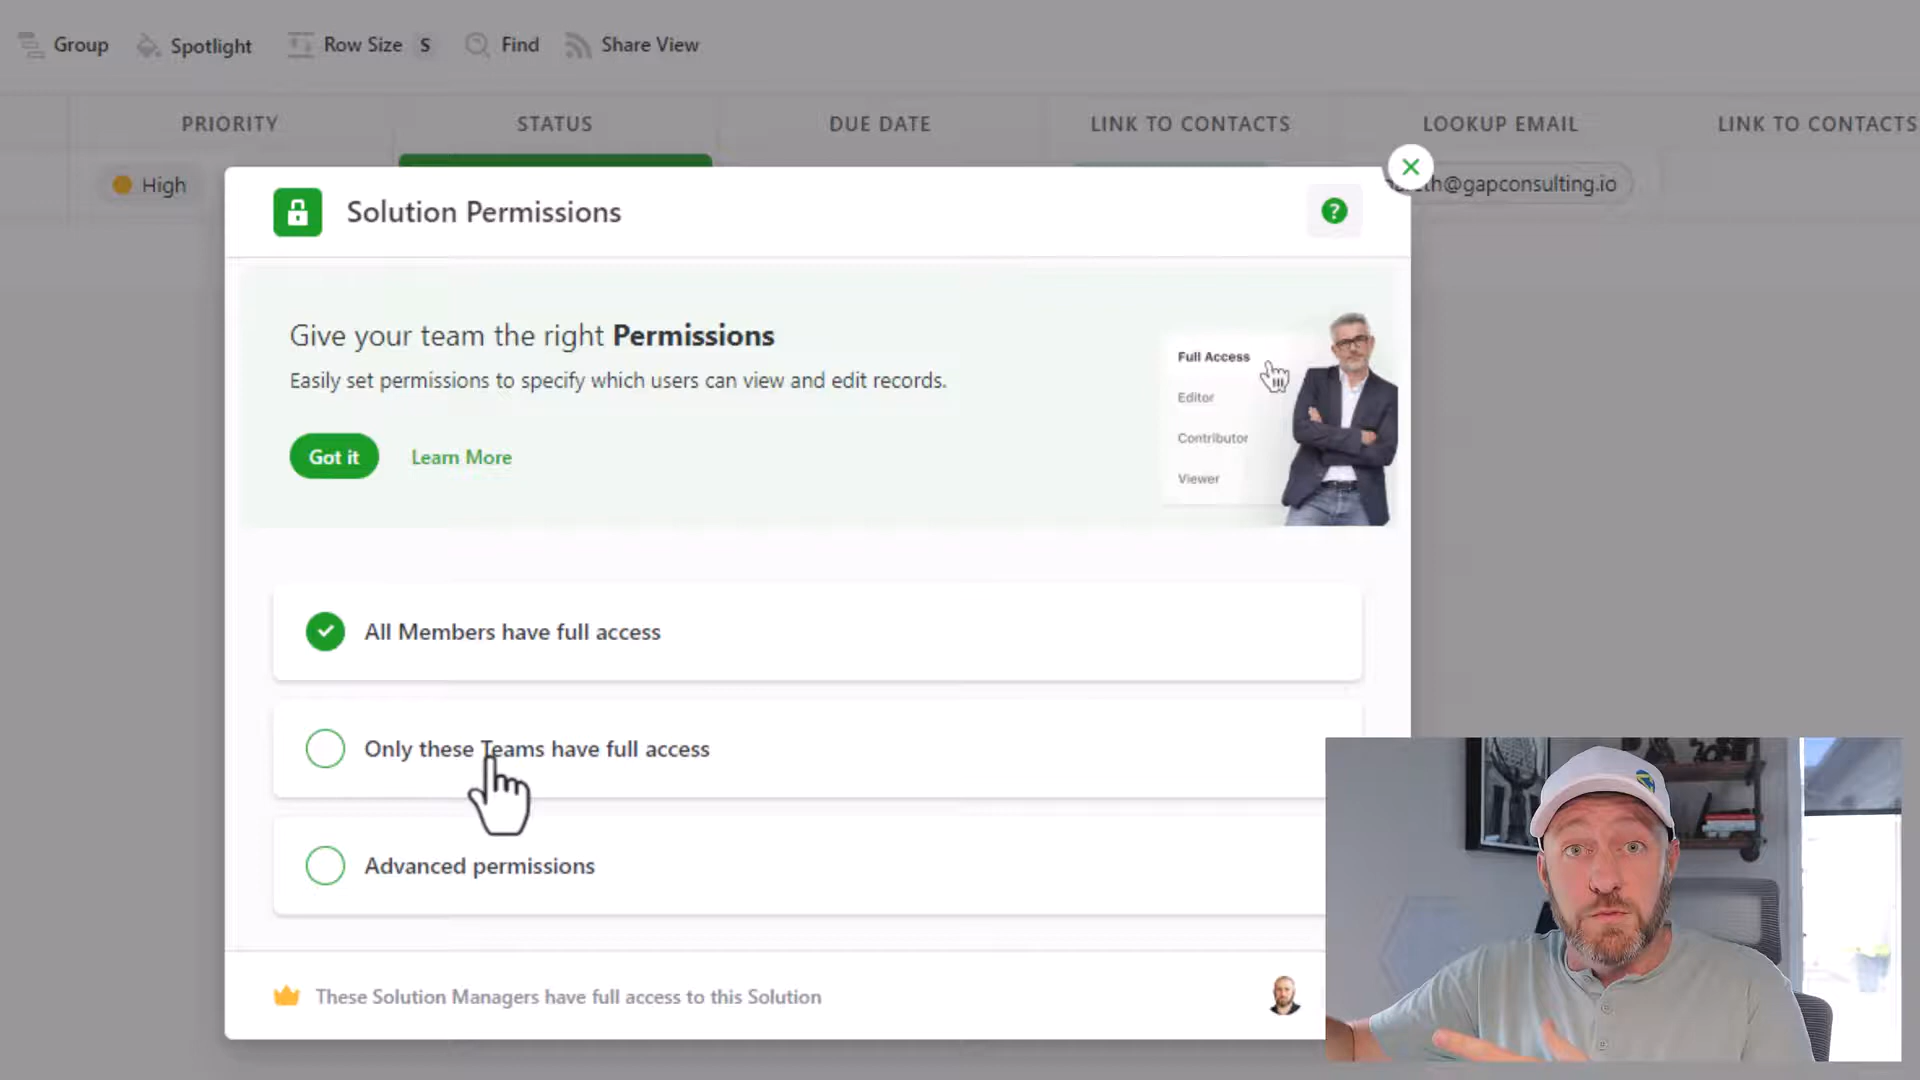 Group Spotlight Row Size S Find Share View
PRIORITY STATUS DUE DATE LINK TO CONTACTS LOOKUP EMAIL LINK TO CONTACTS
High
@gapconsulting.io
Solution Permissions
?
Give your team the right Permissions
Easily set permissions to specify which users can view and edit records.
Got it Learn More
Full Access
Editor
Contributor
Viewer
All Members have full access
Only these Teams have full access
Advanced permissions
These Solution Managers have full access to this Solution